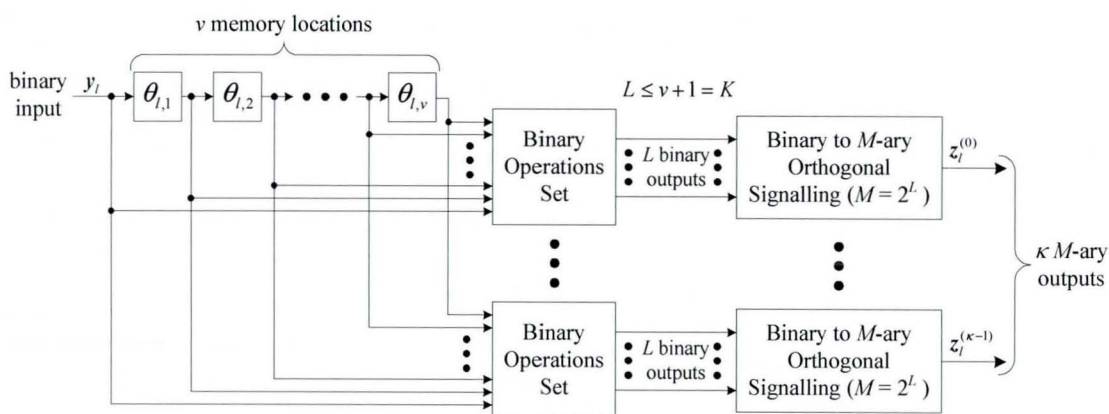 v memory locations
binary
input
y_l
θ_{l,1}
θ_{l,2}
θ_{l,v}
L ≤ v+1 = K
Binary
Operations
Set
L binary
outputs
Binary to M-ary
Orthogonal
Signalling (M = 2^L)
z_l^{(0)}
κ M-ary
outputs
Binary
Operations
Set
L binary
outputs
Binary to M-ary
Orthogonal
Signalling (M = 2^L)
z_l^{(κ−1)}